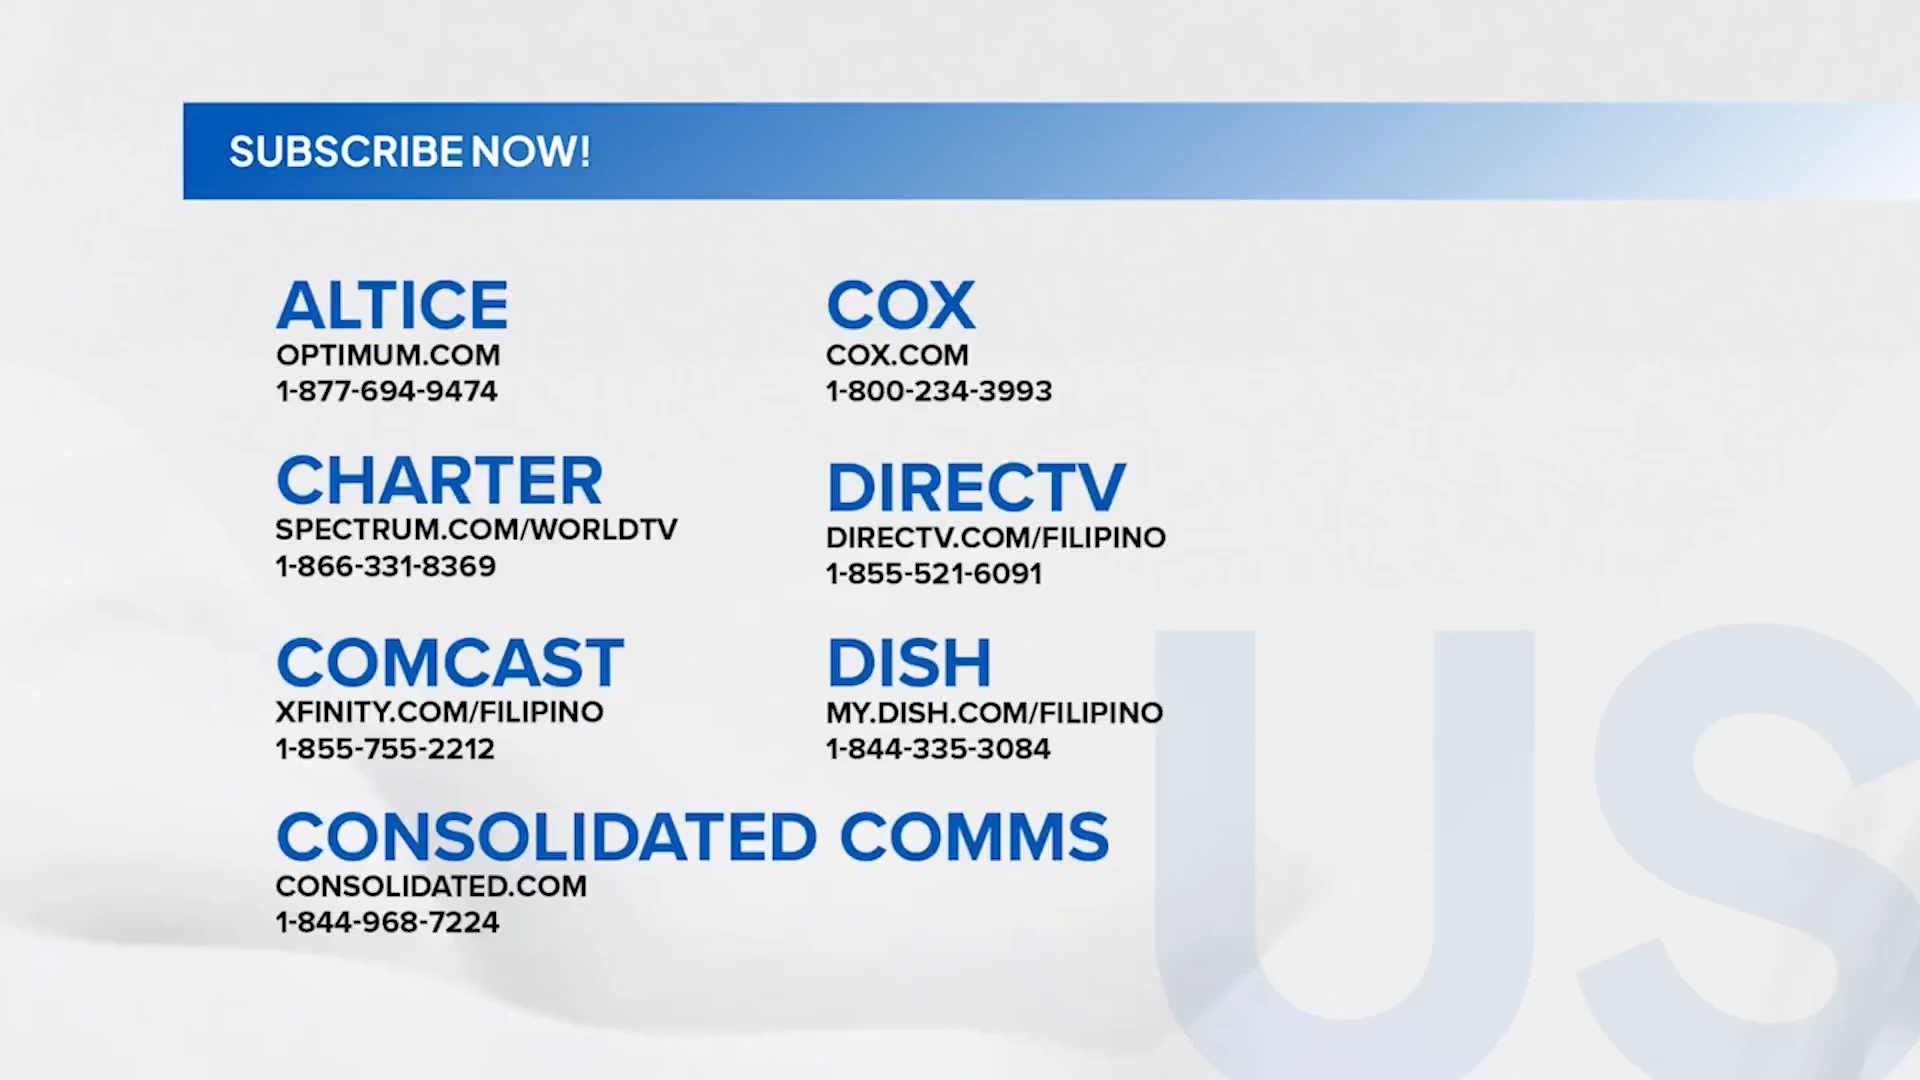 SUBSCRIBE NOW!
ALTICE
OPTIMUM.COM
1-877-694-9474
CHARTER
SPECTRUM.COM/WORLDTV
1-866-331-8369
COMCAST
XFINITY.COM/FILIPINO
1-855-755-2212
CONSOLIDATED COMMS
CONSOLIDATED.COM
1-844-968-7224
COX
COX.COM
1-800-234-3993
DIRECTV
DIRECTV.COM/FILIPINO
1-855-521-6091
DISH
MY.DISH.COM/FILIPINO
1-844-335-3084
US